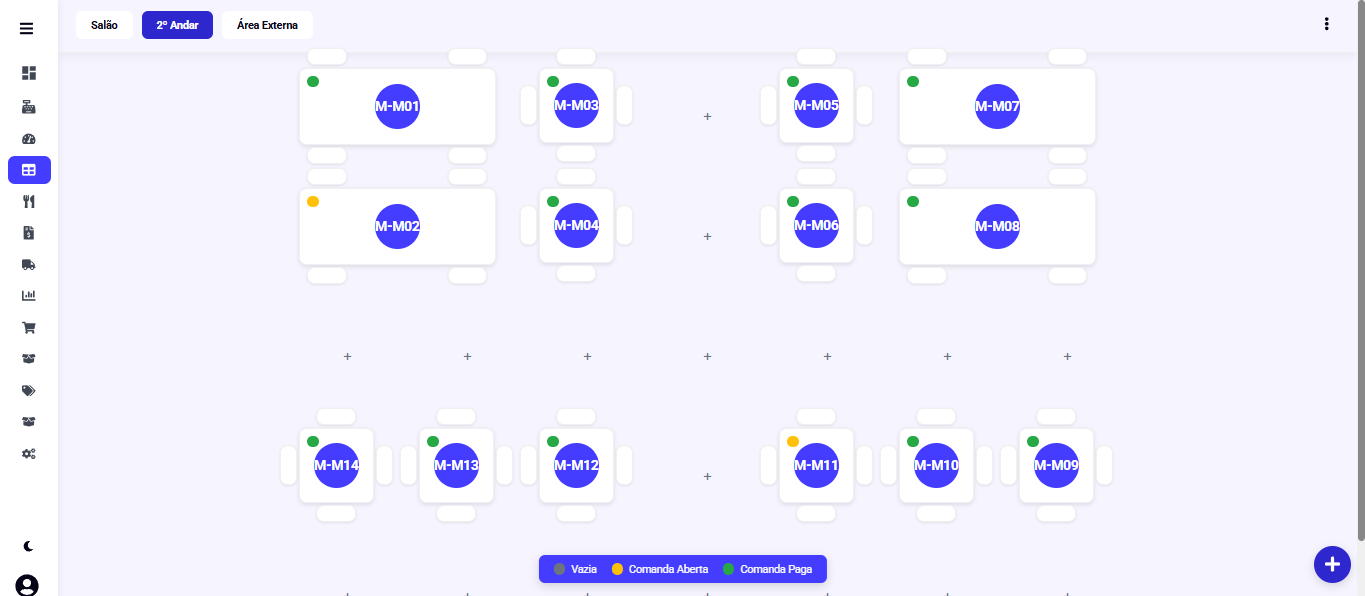 Salão 2º Andar Área Externa
M-M01 M-M03 + M-M05 M-M07
M-M02 M-M04 + M-M06 M-M08
+ + + + + + +
M-M14 M-M13 M-M12 + M-M11 M-M10 M-M09
Vazia Comanda Aberta Comanda Paga